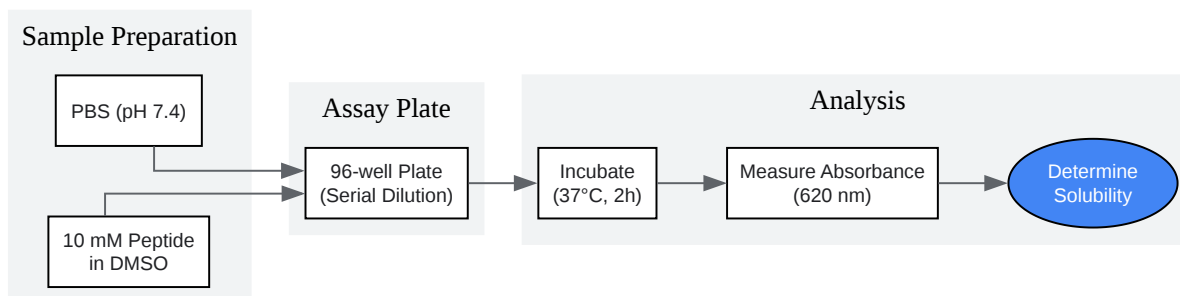 Sample Preparation
PBS (pH 7.4)
10 mM Peptide
in DMSO
Assay Plate
96-well Plate
(Serial Dilution)
Analysis
Incubate
(37°C, 2h)
Measure Absorbance
(620 nm)
Determine
Solubility